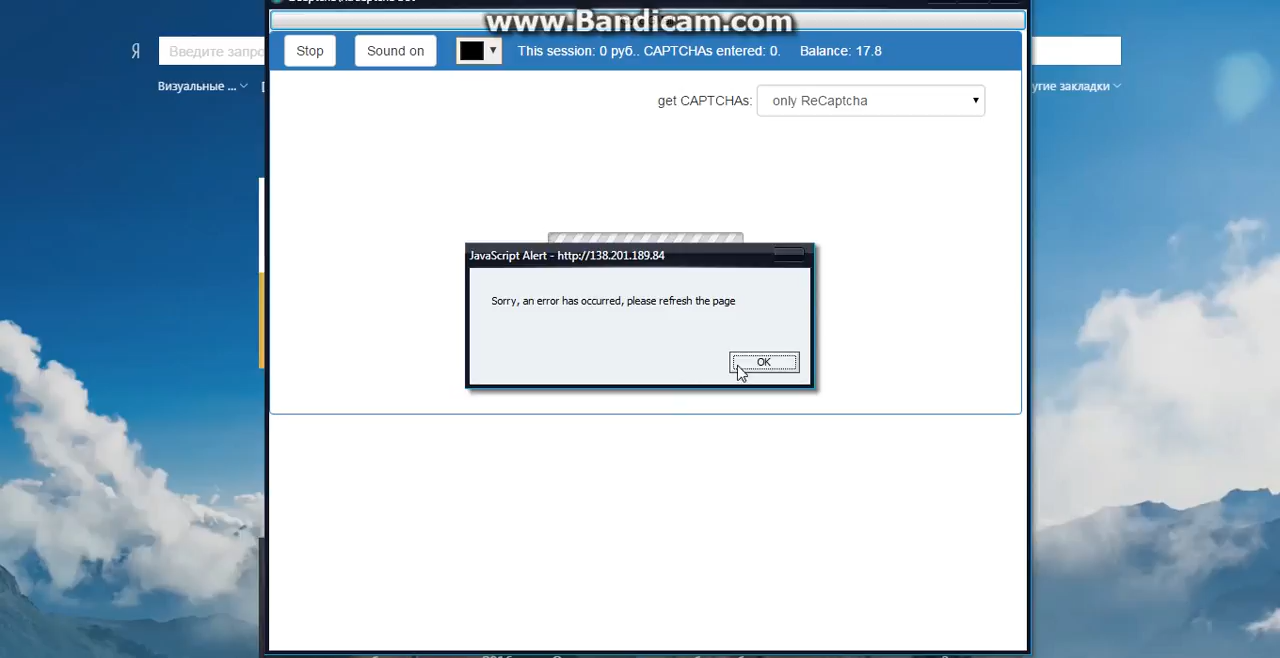 www.Bandicam.com
Я
Введите запро
Stop
Sound on
This session: 0 руб.. CAPTCHAs entered: 0.
Balance: 17.8
Визуальные ...
угие закладки
get CAPTCHAs:
only ReCaptcha
JavaScript Alert - http://138.201.189.84
Sorry, an error has occurred, please refresh the page
OK